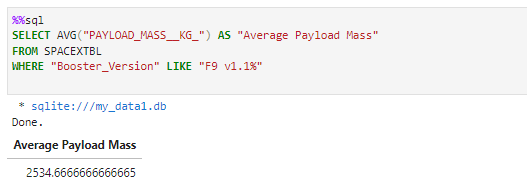 %%sql
SELECT AVG("PAYLOAD_MASS__KG_") AS "Average Payload Mass"
FROM SPACEXTBL
WHERE "Booster_Version" LIKE "F9 v1.1%"
* sqlite:///my_data1.db
Done.
Average Payload Mass
2534.6666666666665